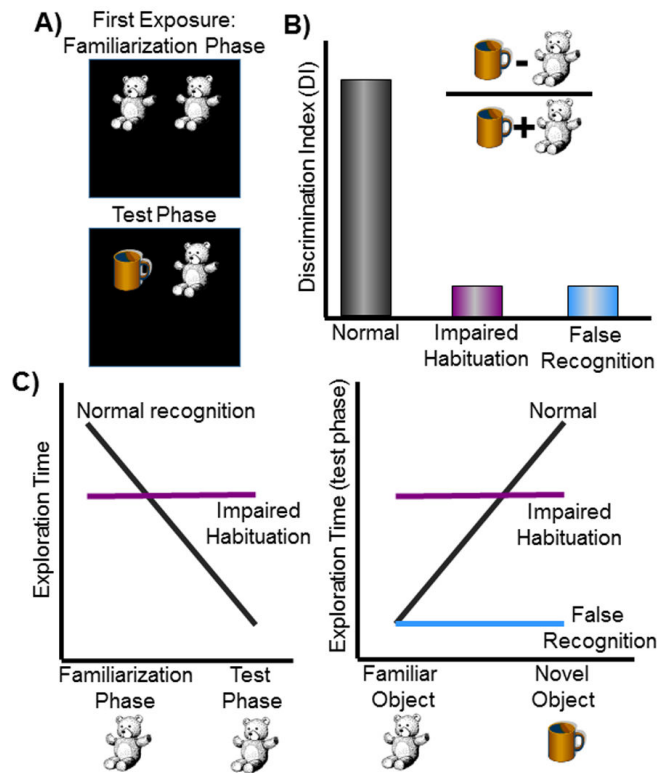 A)
First Exposure:
Familiarization Phase
Test Phase
B)
Discrimination Index (DI)
-
+
Normal
Impaired
Habituation
False
Recognition
C)
Exploration Time
Normal recognition
Impaired
Habituation
Familiarization
Phase
Test
Phase
Exploration Time (test phase)
Normal
Impaired
Habituation
False
Recognition
Familiar
Object
Novel
Object